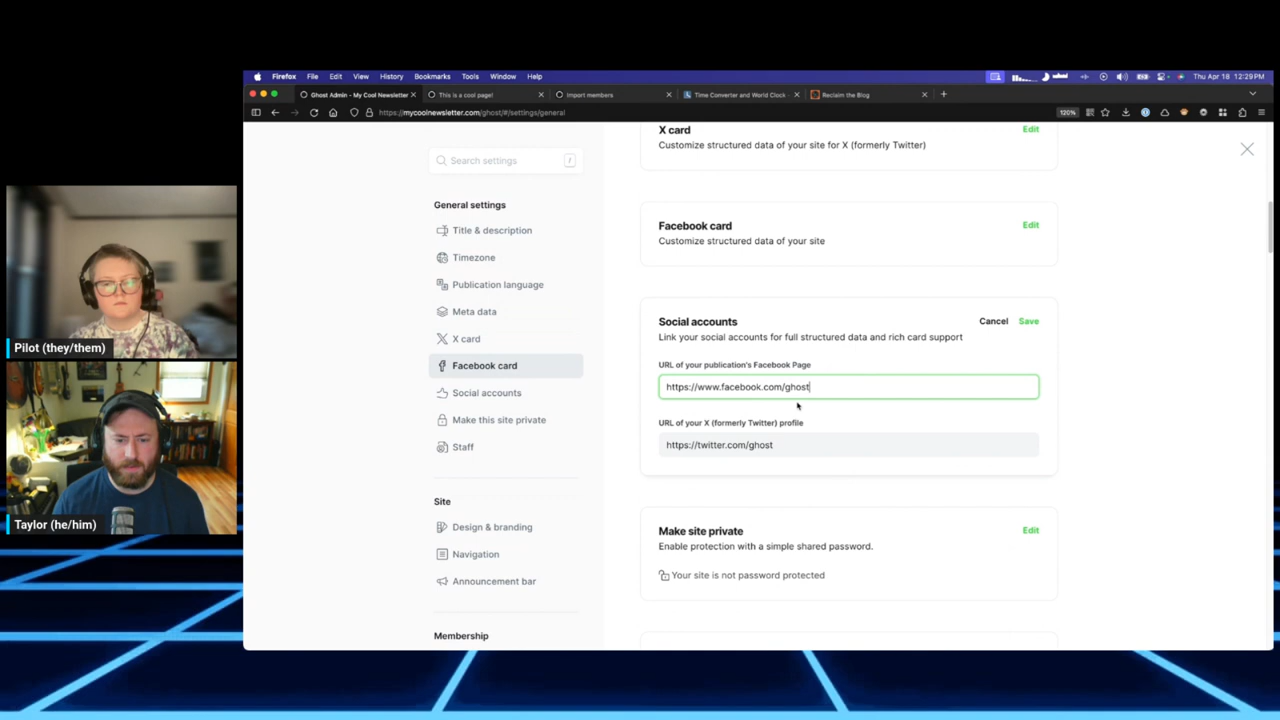 Firefox File Edit View History Bookmarks Tools Window Help
Thu Apr 18 12:29PM
Ghost Admin - My Cool Newsletter
This is a cool page!
Import members
Time Converter and World Clock -
Reclaim the Blog
https://mycoolnewsletter.com/ghost/#/settings/general
120%
Search settings
/
General settings
Title & description
Timezone
Publication language
Meta data
X card
Facebook card
Social accounts
Make this site private
Staff
Site
Design & branding
Navigation
Announcement bar
Membership
X card
Edit
Customize structured data of your site for X (formerly Twitter)
Facebook card
Edit
Customize structured data of your site
Social accounts
Cancel
Save
Link your social accounts for full structured data and rich card support
URL of your publication's Facebook Page
https://www.facebook.com/ghost
URL of your X (formerly Twitter) profile
https://twitter.com/ghost
Make site private
Edit
Enable protection with a simple shared password.
Your site is not password protected
Pilot (they/them)
Taylor (he/him)